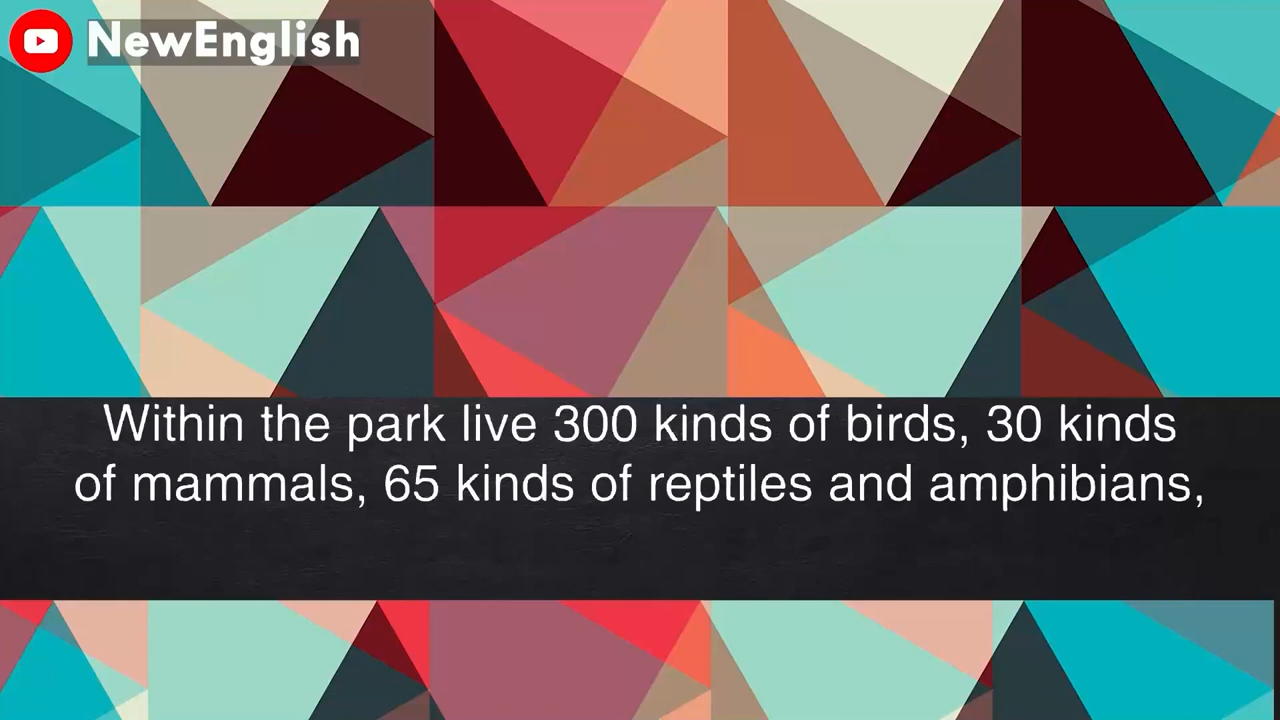 NewEnglish
Within the park live 300 kinds of birds, 30 kinds
of mammals, 65 kinds of reptiles and amphibians,